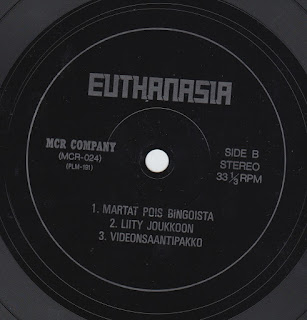 EUTHANASIA
MCR COMPANY
(MCR-024)
(PLM-191)
SIDE B
STEREO
33 1/3 RPM
1. MARTAT POIS BINGOISTA
2. LIITY JOUKKOON
3. VIDEONSAANTIPAKKO